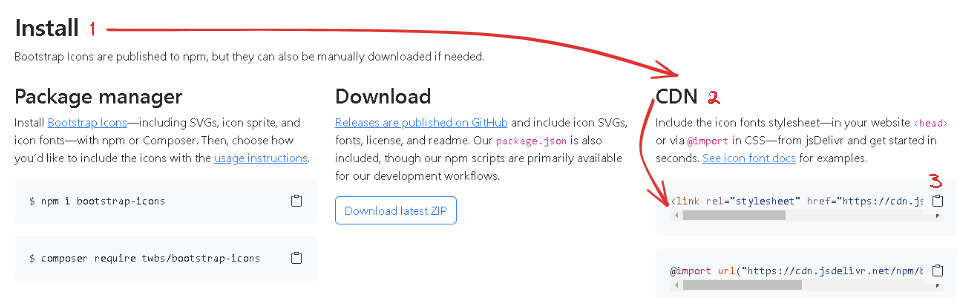 Install 1
Bootstrap Icons are published to npm, but they can also be manually downloaded if needed.
Package manager
Install Bootstrap Icons—including SVGs, icon sprite, and
icon fonts—with npm or Composer. Then, choose how
you'd like to include the icons with the usage instructions.
$ npm i bootstrap-icons
$ composer require twbs/bootstrap-icons
Download
Releases are published on GitHub and include icon SVGs,
fonts, license, and readme. Our package.json is also
included, though our npm scripts are primarily available
for our development workflows.
Download latest ZIP
CDN 2
Include the icon fonts stylesheet—in your website <head>
or via @import in CSS—from jsDelivr and get started in
seconds. See icon font docs for examples.
3
<link rel="stylesheet" href="https://cdn.js
@import url("https://cdn.jsdelivr.net/npm/b